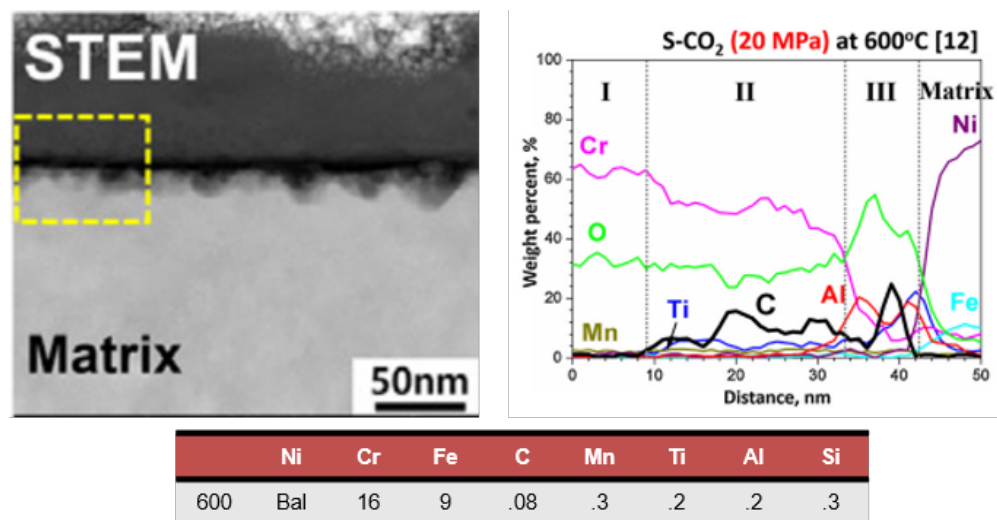 STEM
Matrix
50nm
S-CO₂ (20 MPa) at 600°C [12]
100
80
60
40
20
0
Weight percent, %
I II III Matrix
Ni
Cr
O
Ti C Al Fe
Mn
0 10 20 30 40 50
Distance, nm
Ni Cr Fe C Mn Ti Al Si
600 Bal 16 9 .08 .3 .2 .2 .3